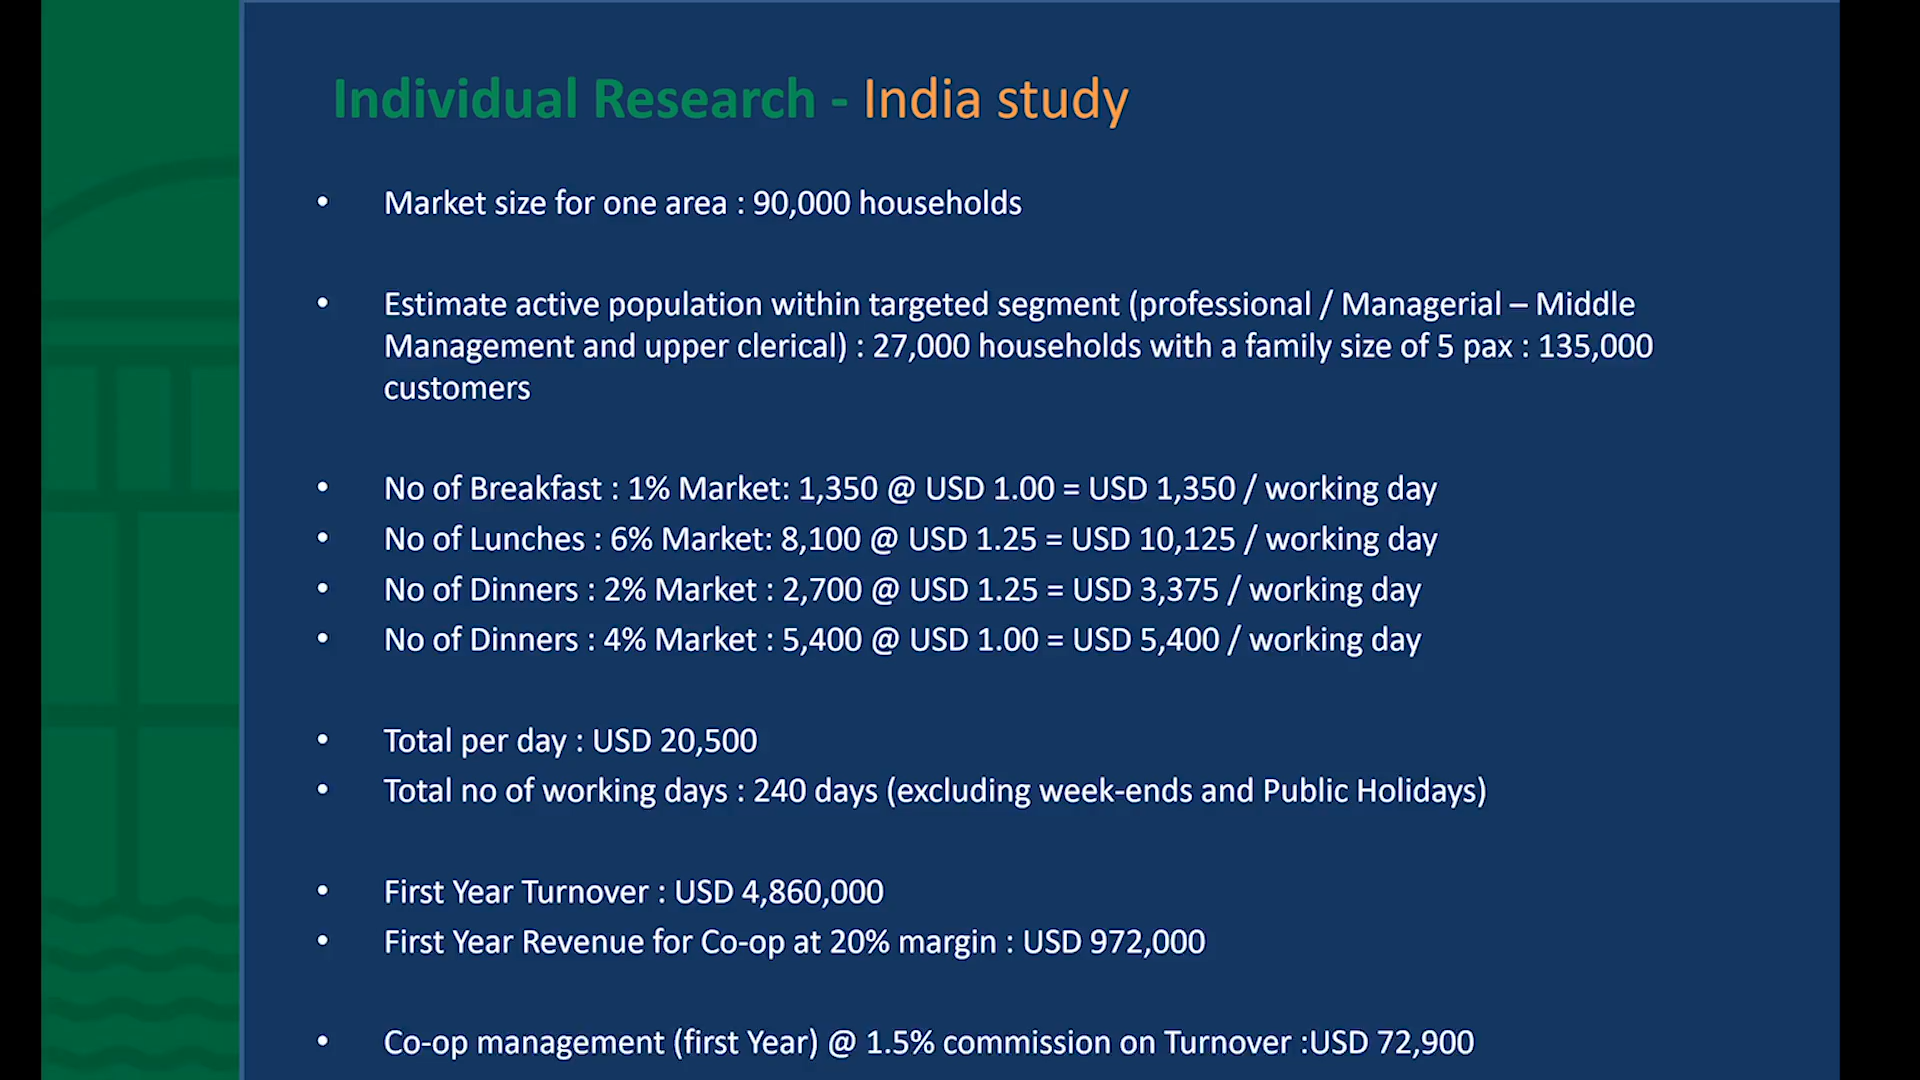 Individual Research - India study
• Market size for one area : 90,000 households
• Estimate active population within targeted segment (professional / Managerial – Middle
Management and upper clerical) : 27,000 households with a family size of 5 pax : 135,000
customers
• No of Breakfast : 1% Market: 1,350 @ USD 1.00 = USD 1,350 / working day
• No of Lunches : 6% Market: 8,100 @ USD 1.25 = USD 10,125 / working day
• No of Dinners : 2% Market : 2,700 @ USD 1.25 = USD 3,375 / working day
• No of Dinners : 4% Market : 5,400 @ USD 1.00 = USD 5,400 / working day
• Total per day : USD 20,500
• Total no of working days : 240 days (excluding week-ends and Public Holidays)
• First Year Turnover : USD 4,860,000
• First Year Revenue for Co-op at 20% margin : USD 972,000
• Co-op management (first Year) @ 1.5% commission on Turnover :USD 72,900